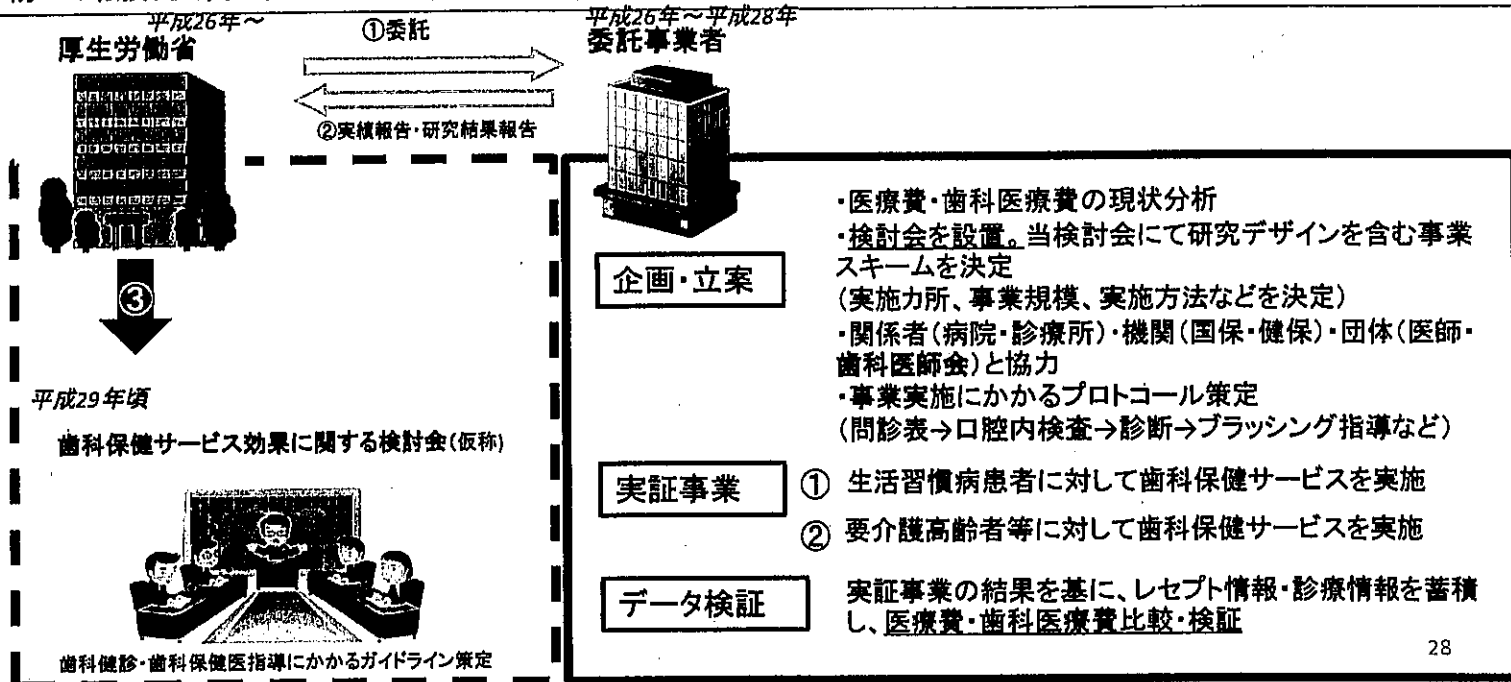 平成26年～
厚生労働省
①委託
②実績報告・研究結果報告
平成26年～平成28年
委託事業者
③
平成29年頃
歯科保健サービス効果に関する検討会(仮称)
歯科健診・歯科保健医指導にかかるガイドライン策定
企画・立案
・医療費・歯科医療費の現状分析
・検討会を設置。当検討会にて研究デザインを含む事業
スキームを決定
(実施カ所、事業規模、実施方法などを決定)
・関係者(病院・診療所)・機関(国保・健保)・団体(医師・
歯科医師会)と協力
・事業実施にかかるプロトコール策定
(問診表→口腔内検査→診断→ブラッシング指導など)
実証事業
① 生活習慣病患者に対して歯科保健サービスを実施
② 要介護高齢者等に対して歯科保健サービスを実施
データ検証
実証事業の結果を基に、レセプト情報・診療情報を蓄積
し、医療費・歯科医療費比較・検証
28